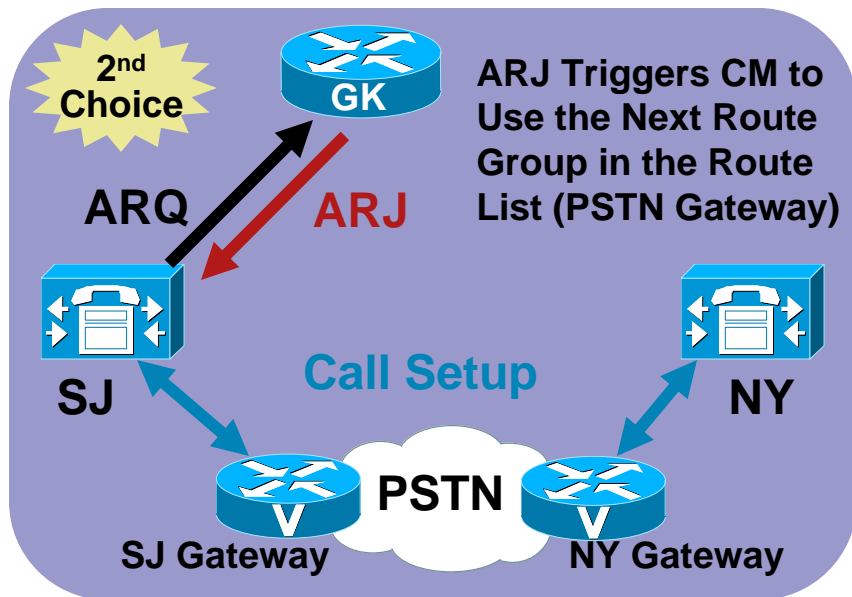 2nd
Choice
GK
ARJ Triggers CM to
Use the Next Route
Group in the Route
List (PSTN Gateway)
ARQ
ARJ
Call Setup
SJ
NY
PSTN
V
V
SJ Gateway
NY Gateway